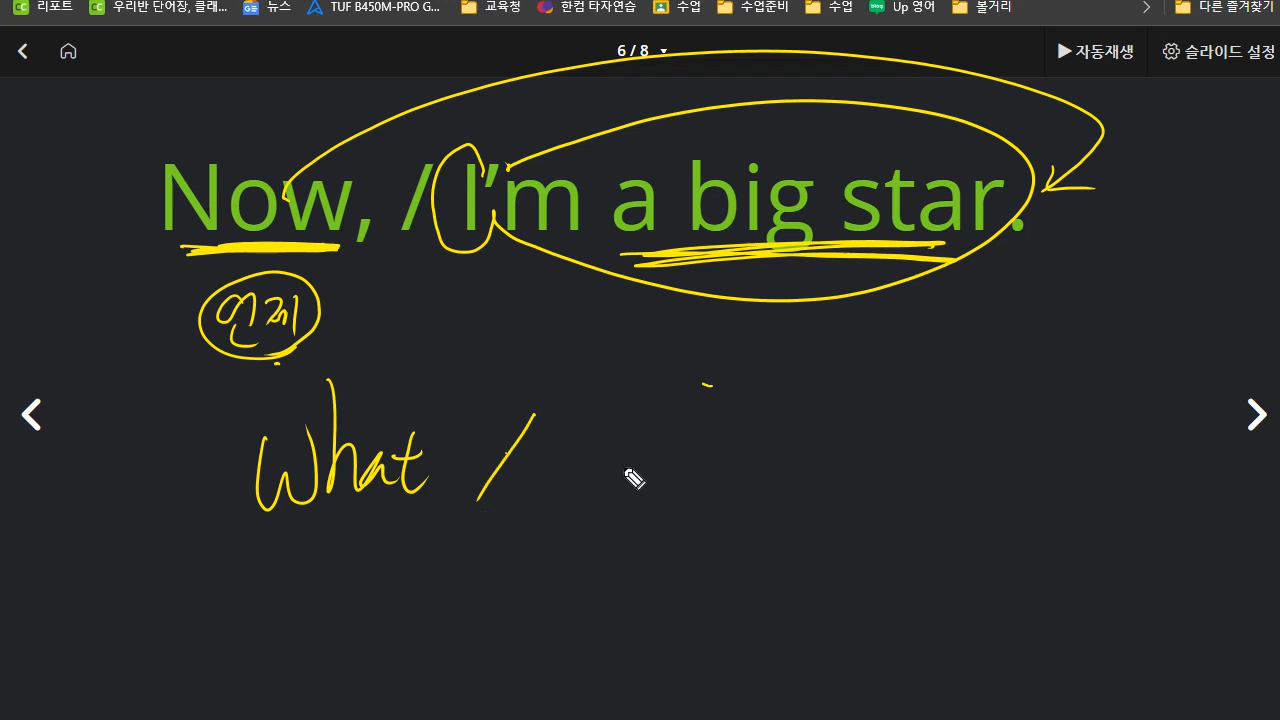 리포트 우리반 단어장, 클래... 뉴스 TUF B450M-PRO G... 교육청 한컴 타자연습 수업 수업준비 수업 Up 영어 볼거리 다른 즐겨찾기
6 / 8 자동재생 슬라이드 설정
Now, / I'm a big star.
언제
What /